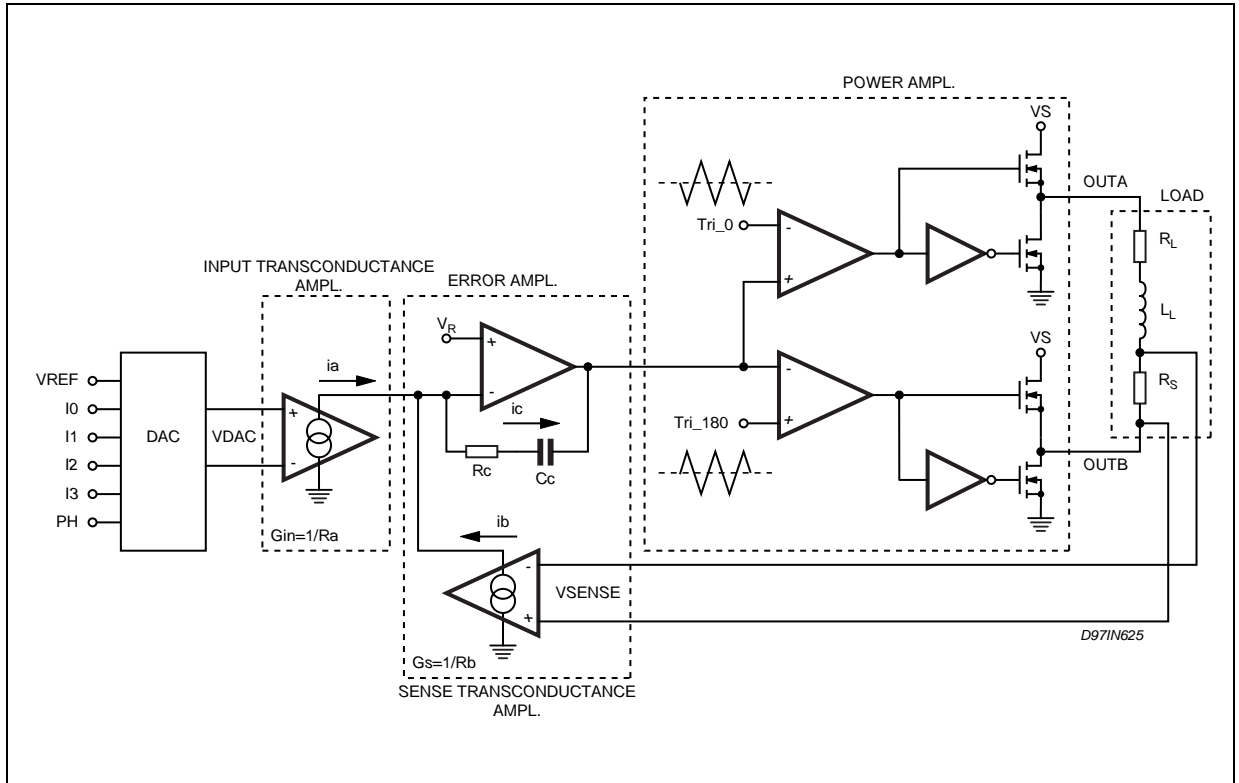 POWER AMPL.
VS
OUTA
LOAD
Tri_0
-
+
RL
INPUT TRANSCONDUCTANCE
AMPL.
ERROR AMPL.
VR
+
-
LL
VS
ia
VREF
I0
I1
I2
I3
PH
DAC
VDAC
+
-
ic
Rc
Cc
-
+
Tri_180
RS
OUTB
Gin=1/Ra
ib
VSENSE
-
+
D97IN625
Gs=1/Rb
SENSE TRANSCONDUCTANCE
AMPL.